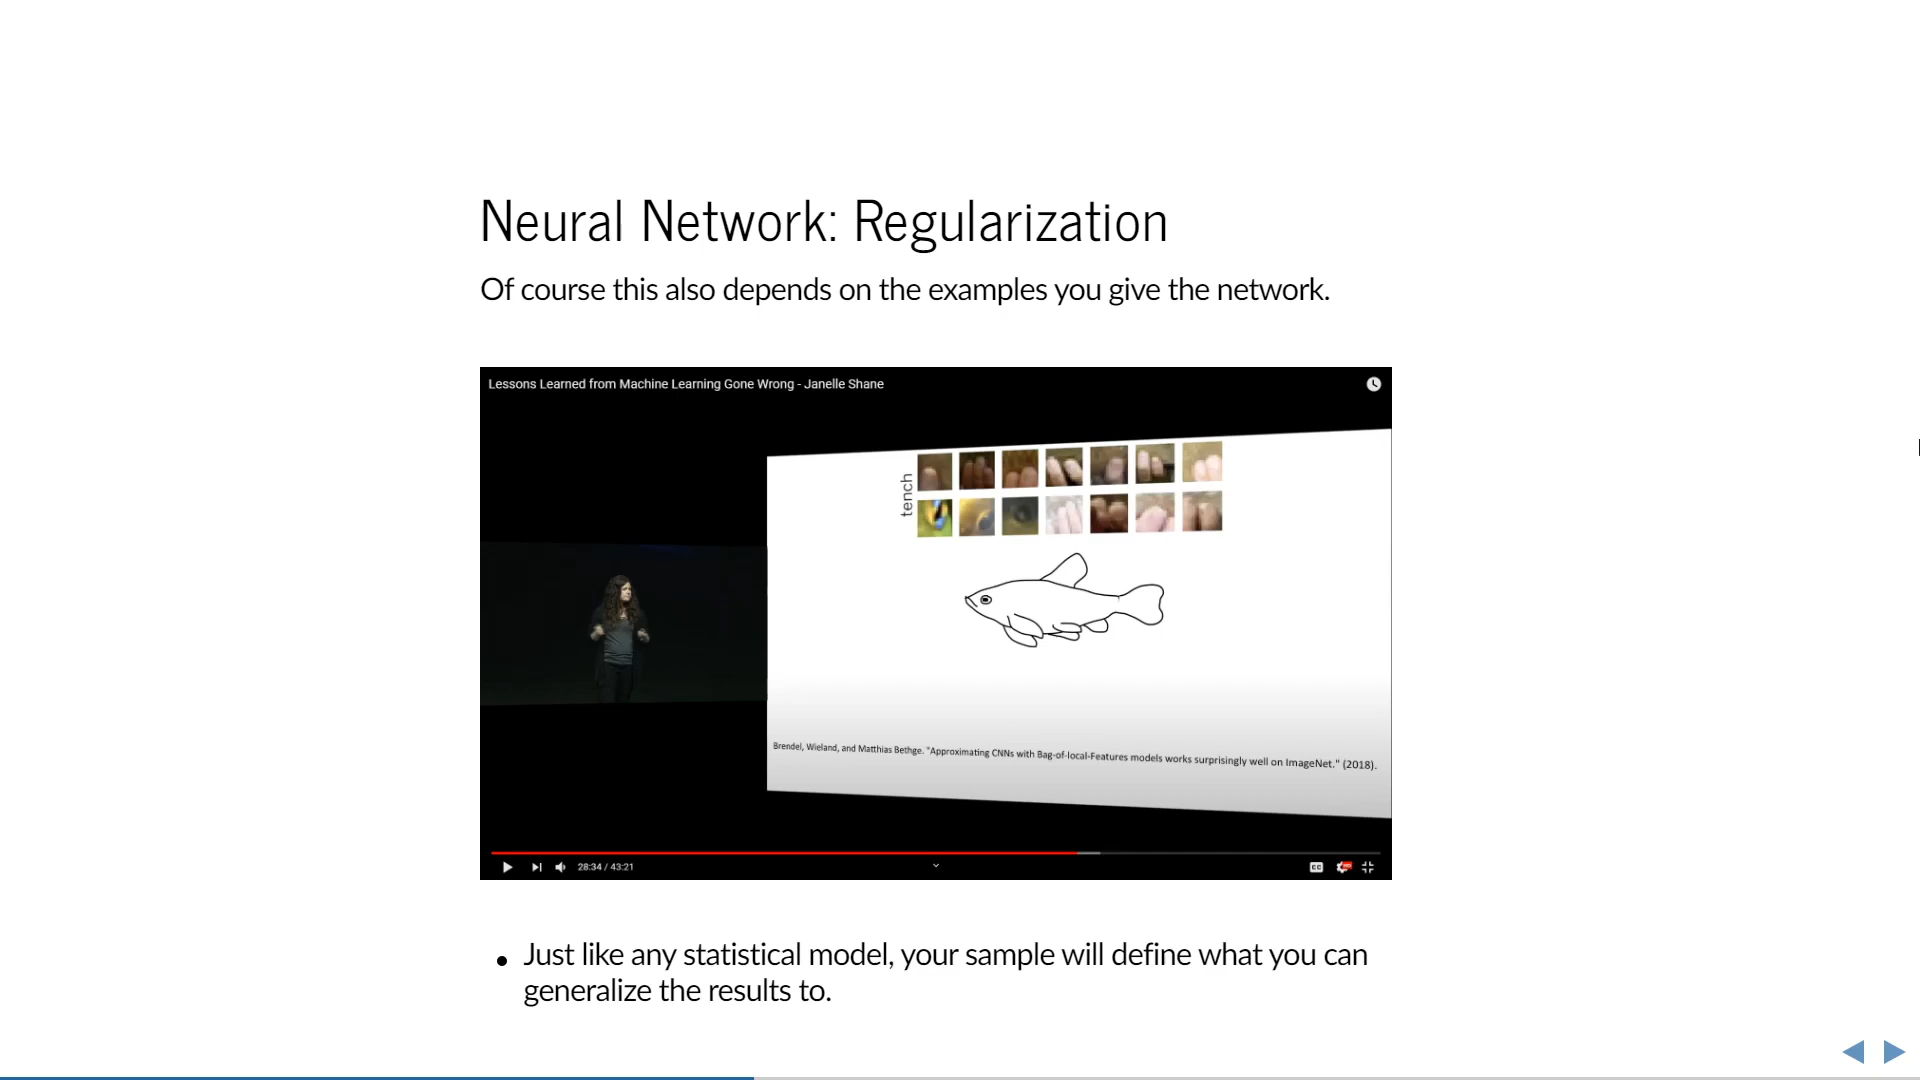 Neural Network: Regularization
Of course this also depends on the examples you give the network.
Lessons Learned from Machine Learning Gone Wrong - Janelle Shane
tench
Brendel, Wieland, and Matthias Bethge. "Approximating CNNs with Bag-of-local-Features models works surprisingly well on ImageNet." (2018).
28:34 / 43:21
CC
HD
Just like any statistical model, your sample will define what you can
generalize the results to.